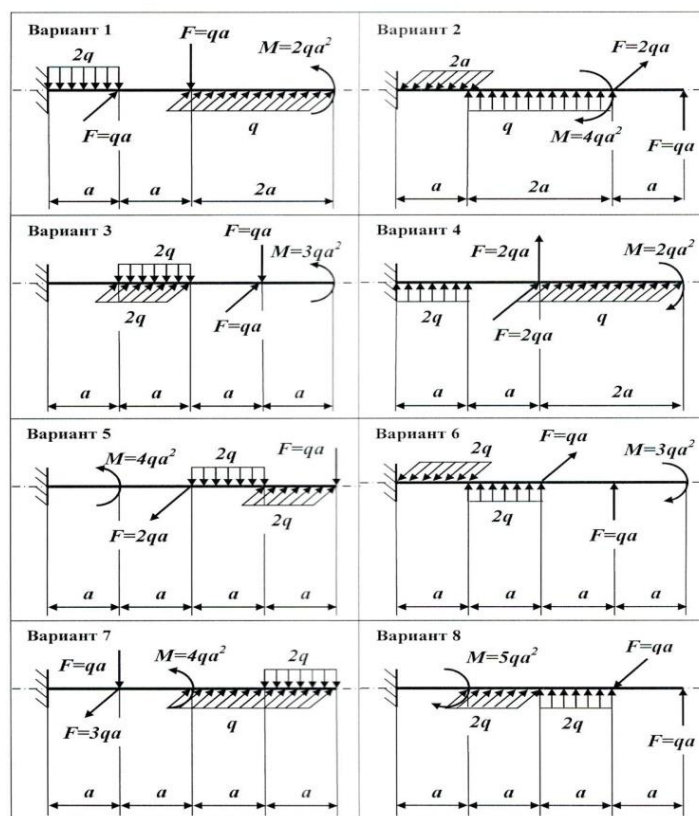 Вариант 1
2q
F=qa
M=2qa²
F=qa
q
a a 2a
Вариант 2
2a
F=2qa
q
M=4qa²
F=qa
a 2a a
Вариант 3
F=qa
2q
M=3qa²
F=qa
2q
a a a a
Вариант 4
F=2qa
M=2qa²
2q
q
F=2qa
a a 2a
Вариант 5
M=4qa²
2q
F=qa
F=2qa
2q
a a a a
Вариант 6
2q
F=qa
M=3qa²
2q
F=qa
a a a a
Вариант 7
F=qa
M=4qa²
2q
F=3qa
q
a a a a
Вариант 8
F=qa
M=5qa²
2q
2q
F=qa
a a a a